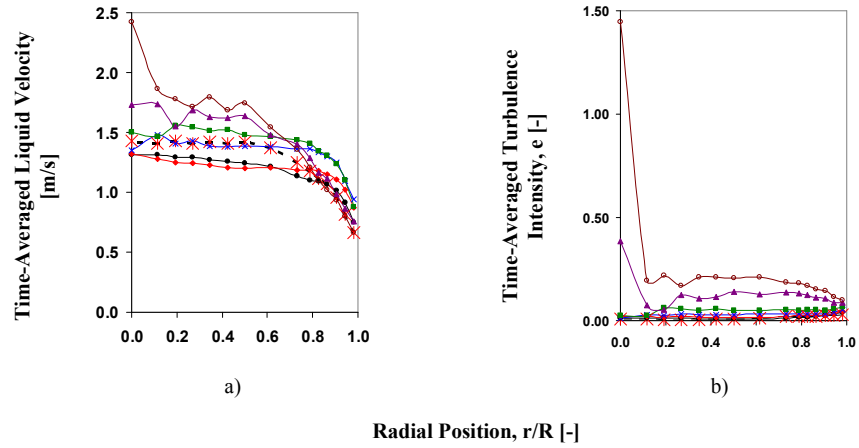 Time-Averaged Liquid Velocity
[m/s]
2.5
2.0
1.5
1.0
0.5
0.0
0.0 0.2 0.4 0.6 0.8 1.0
a)
Time-Averaged Turbulence
Intensity, e [-]
1.50
1.00
0.50
0.00
0.0 0.2 0.4 0.6 0.8 1.0
b)
Radial Position, r/R [-]